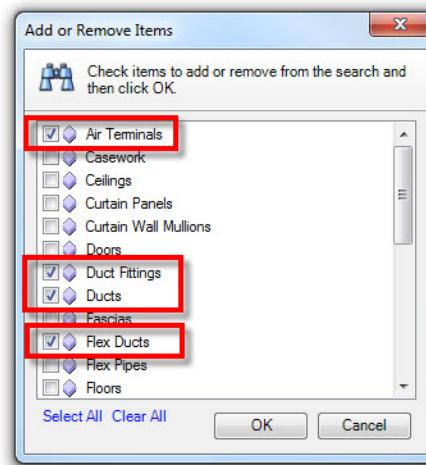 Add or Remove Items
Check items to add or remove from the search and
then click OK.
Air Terminals
Casework
Ceilings
Curtain Panels
Curtain Wall Mullions
Doors
Duct Fittings
Ducts
Fascias
Flex Ducts
Flex Pipes
Floors
Select All Clear All
OK Cancel